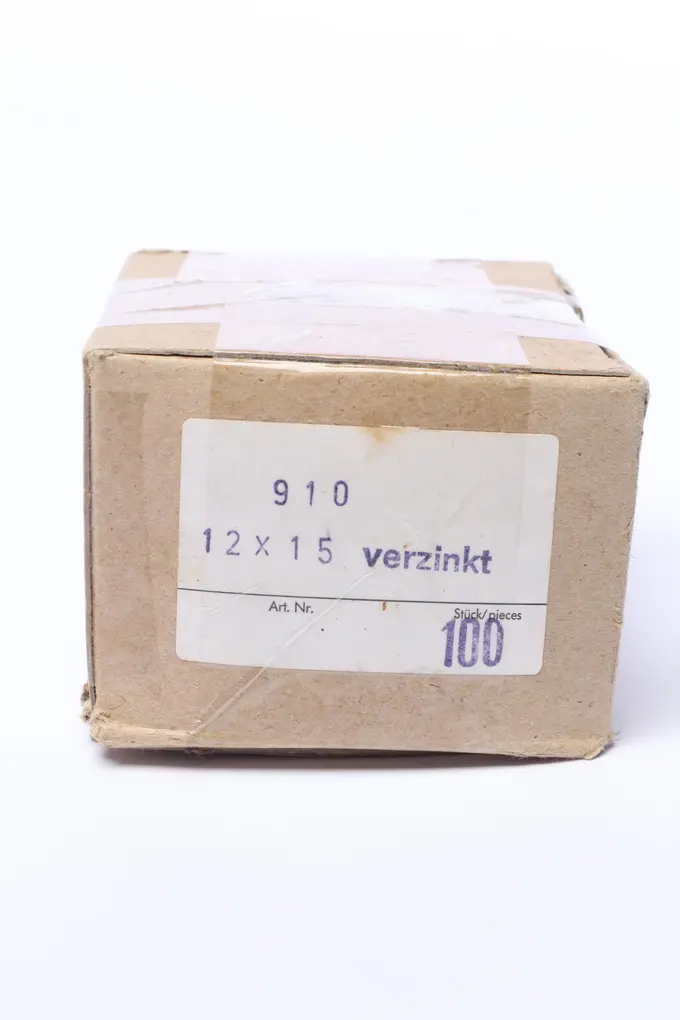 910
12 x 15 verzinkt
Art. Nr.
Stück/pieces
100